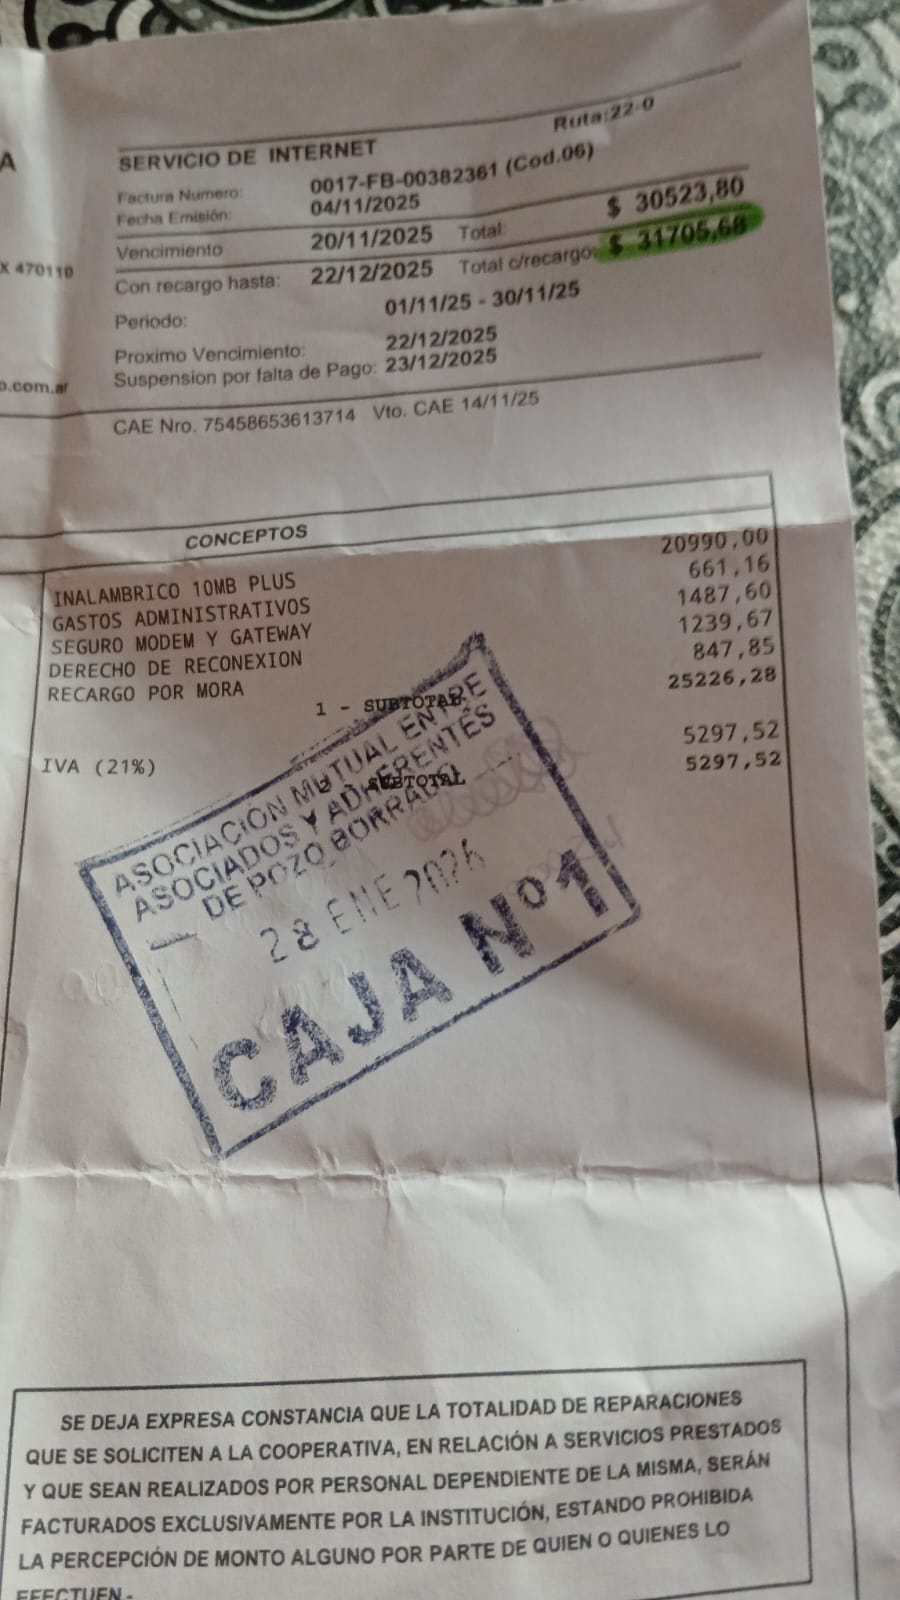 A
X 470110
o.com.ar
Ruta:22-0
SERVICIO DE INTERNET
Factura Numero: 0017-FB-00382361 (Cod.06)
Fecha Emisión: 04/11/2025
Vencimiento 20/11/2025 Total: $ 30523,80
Con recargo hasta: 22/12/2025 Total c/recargo: $ 31705,68
Periodo: 01/11/25 - 30/11/25
Proximo Vencimiento: 22/12/2025
Suspension por falta de Pago: 23/12/2025
CAE Nro. 75458653613714 Vto. CAE 14/11/25
CONCEPTOS
INALAMBRICO 10MB PLUS 20990,00
GASTOS ADMINISTRATIVOS 661,16
SEGURO MODEM Y GATEWAY 1487,60
DERECHO DE RECONEXION 1239,67
RECARGO POR MORA 847,85
1 - SUBTOTAL 25226,28
IVA (21%) 5297,52
2 - SUBTOTAL 5297,52
ASOCIACIÓN MUTUAL ENTRE
ASOCIADOS Y ADHERENTES
DE POZO BORRADO
28 ENE 2026
CAJA Nº 1
SE DEJA EXPRESA CONSTANCIA QUE LA TOTALIDAD DE REPARACIONES
QUE SE SOLICITEN A LA COOPERATIVA, EN RELACIÓN A SERVICIOS PRESTADOS
Y QUE SEAN REALIZADOS POR PERSONAL DEPENDIENTE DE LA MISMA, SERÁN
FACTURADOS EXCLUSIVAMENTE POR LA INSTITUCIÓN, ESTANDO PROHIBIDA
LA PERCEPCIÓN DE MONTO ALGUNO POR PARTE DE QUIEN O QUIENES LO
EFECTUEN.-